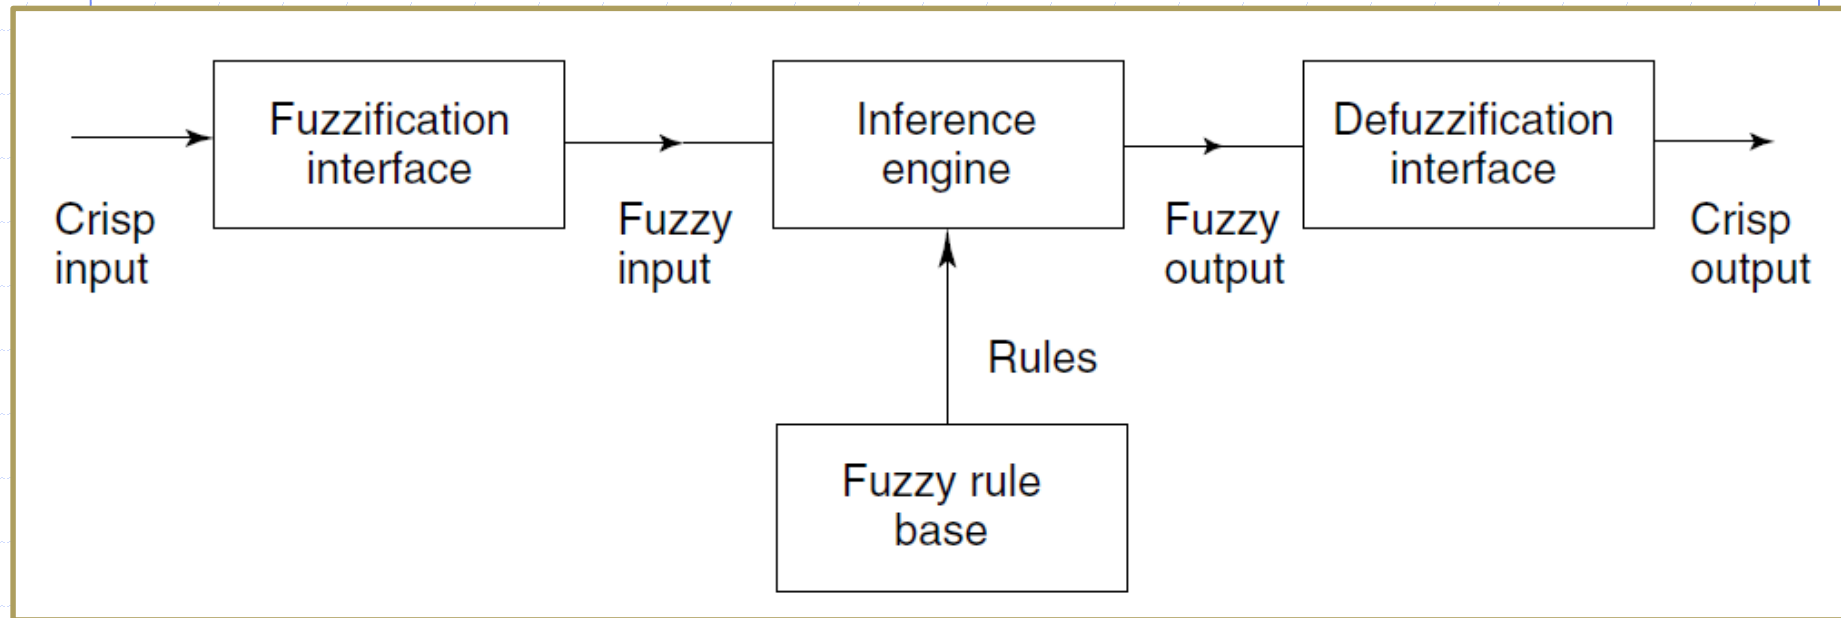 Fuzzification
interface
Inference
engine
Defuzzification
interface
Crisp
input
Fuzzy
input
Fuzzy
output
Crisp
output
Rules
Fuzzy rule
base